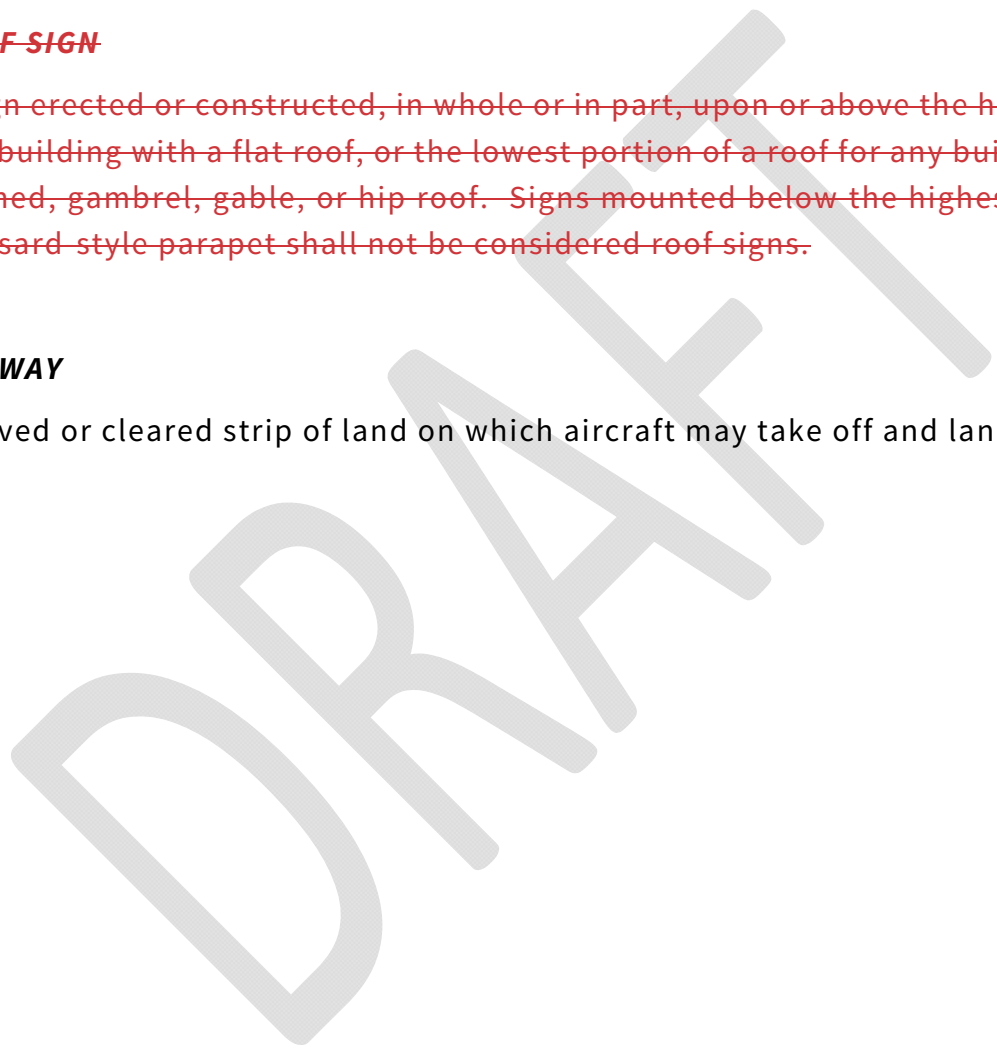 F SIGN
gn erected or constructed, in whole or in part, upon or above the h
building with a flat roof, or the lowest portion of a roof for any bui
ned, gambrel, gable, or hip roof.  Signs mounted below the highes
sard-style parapet shall not be considered roof signs.
WAY
ved or cleared strip of land on which aircraft may take off and lan
DRAFT